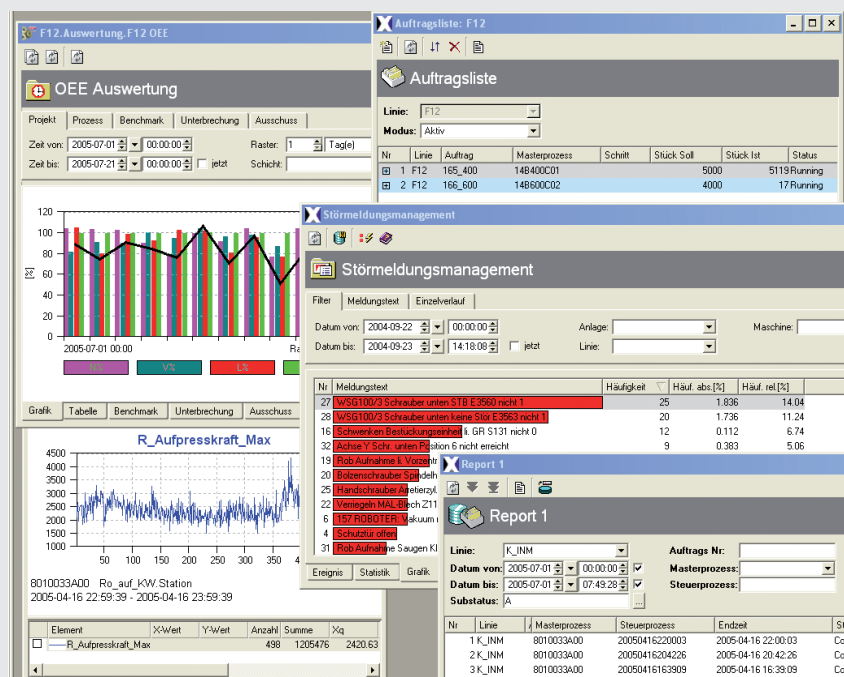 F12.Auswertung.F12 OEE
OEE Auswertung
Projekt Prozess Benchmark Unterbrechung Ausschuss
Zeit von: 2005-07-01 00:00:00 Raster: 1 Tag(e)
Zeit bis: 2005-07-21 00:00:00 jetzt Schicht:
120
100
80
60
40
20
0
[%]
2005-07-01 00:00
N% V% L%
Grafik Tabelle Benchmark Unterbrechung Ausschuss
R_Aufpresskraft_Max
4500
4000
3500
3000
2500
2000
1500
1000
50 100 150 200 250 300 350
8010033A00 Ro_auf_KW.Station
2005-04-16 22:59:39 - 2005-04-16 23:59:39
Element X-Wert Y-Wert Anzahl Summe Xq
R_Aufpresskraft_Max 498 1205476 2420.63
Auftragsliste: F12
Auftragsliste
Linie: F12
Modus: Aktiv
Nr Linie Auftrag Masterprozess Schritt Stück Soll Stück Ist Status
1 F12 165_400 14B400C01 5000 5119 Running
2 F12 166_600 14B600C02 4000 17 Running
Störmeldungsmanagement
Störmeldungsmanagement
Filter Meldungstext Einzelverlauf
Datum von: 2004-09-22 00:00:00 Anlage: Maschine:
Datum bis: 2004-09-23 14:18:08 jetzt Linie:
Nr Meldungstext Häufigkeit Häuf. abs.[%] Häuf. rel.[%]
27 WSG100/3 Schrauber unten STB E3560 nicht 1 25 1.836 14.04
28 WSG100/3 Schrauber unten keine Stör E3563 nicht 1 20 1.736 11.24
16 Schwenken Bestückungseinheit li. GR S131 nicht 0 12 0.112 6.74
32 Achse Y Schr. unten Position 6 nicht erreicht 9 0.383 5.06
19 Rob Aufnahme li. Vorzentr
20 Bolzenschrauber Spindelh
25 Handschrauber Arretierzyl.
22 Verriegeln MAL-Blech Z11
6 157 ROBOTER: Vakuum
4 Schutztür offen
31 Rob Aufnahme Saugen Kl
Ereignis Statistik Grafik
Report 1
Report 1
Linie: K_INM Auftrags Nr:
Datum von: 2005-07-01 00:00:00 Masterprozess:
Datum bis: 2005-07-01 07:49:28 Steuerprozess:
Substatus: A
Nr Linie Masterprozess Steuerprozess Endzeit
1 K_INM 8010033A00 20050416220003 2005-04-16 22:00:03
2 K_INM 8010033A00 20050416204226 2005-04-16 20:42:26
3 K_INM 8010033A00 20050416163909 2005-04-16 16:39:09